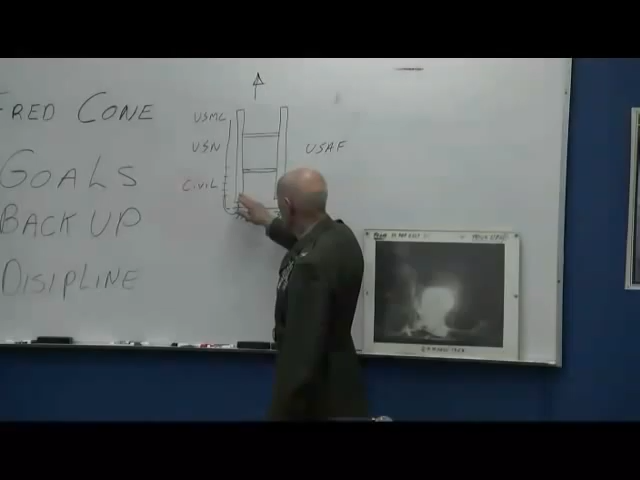 FRED CONE
GOALS
BACK UP
DISIPLINE
USMC
USN
CiviL
USAF